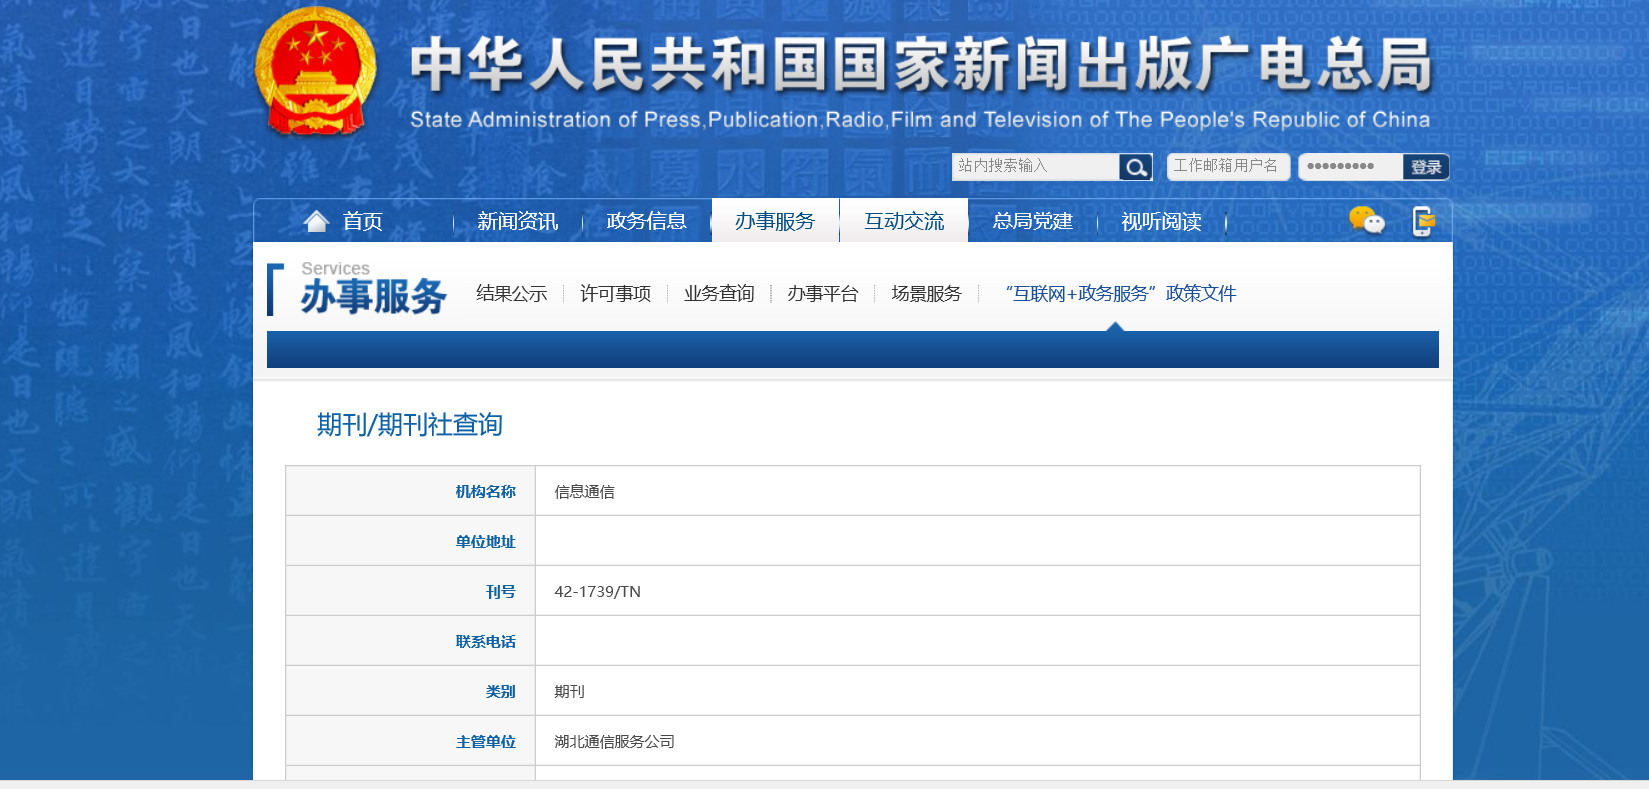 中华人民共和国国家新闻出版广电总局
State Administration of Press,Publication,Radio,Film and Television of The People's Republic of China
站内搜索输入 工作邮箱用户名 ••••••••• 登录
首页 新闻资讯 政务信息 办事服务 互动交流 总局党建 视听阅读
Services
办事服务 结果公示 许可事项 业务查询 办事平台 场景服务 “互联网+政务服务”政策文件
期刊/期刊社查询
机构名称 信息通信
单位地址
刊号 42-1739/TN
联系电话
类别 期刊
主管单位 湖北通信服务公司